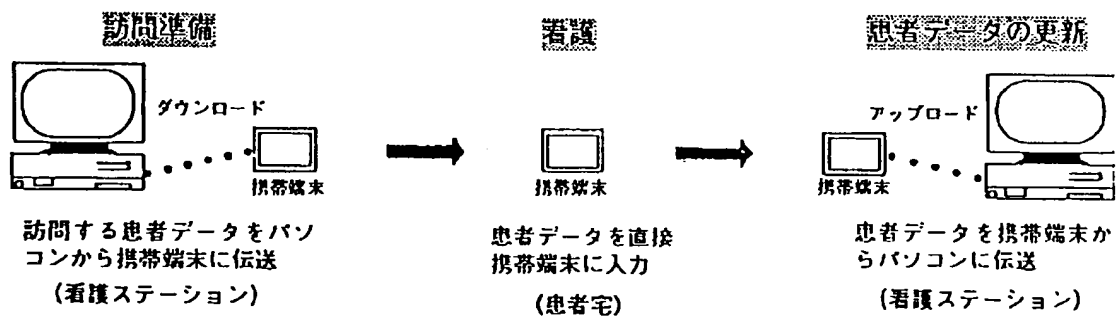 訪問準備
ダウンロード
携帯端末
訪問する患者データをパソ
コンから携帯端末に伝送
(看護ステーション)
看護
携帯端末
患者データを直接
携帯端末に入力
(患者宅)
患者データの更新
アップロード
携帯端末
患者データを携帯端末か
らパソコンに伝送
(看護ステーション)